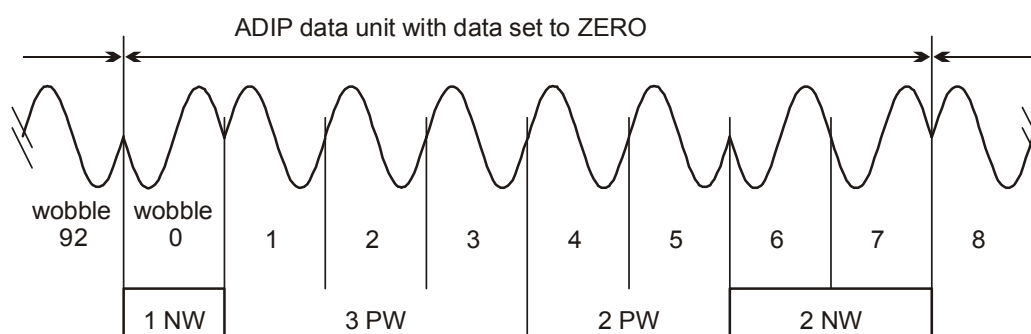 ADIP data unit with data set to ZERO
wobble 92
wobble 0
1
2
3
4
5
6
7
8
1 NW
3 PW
2 PW
2 NW